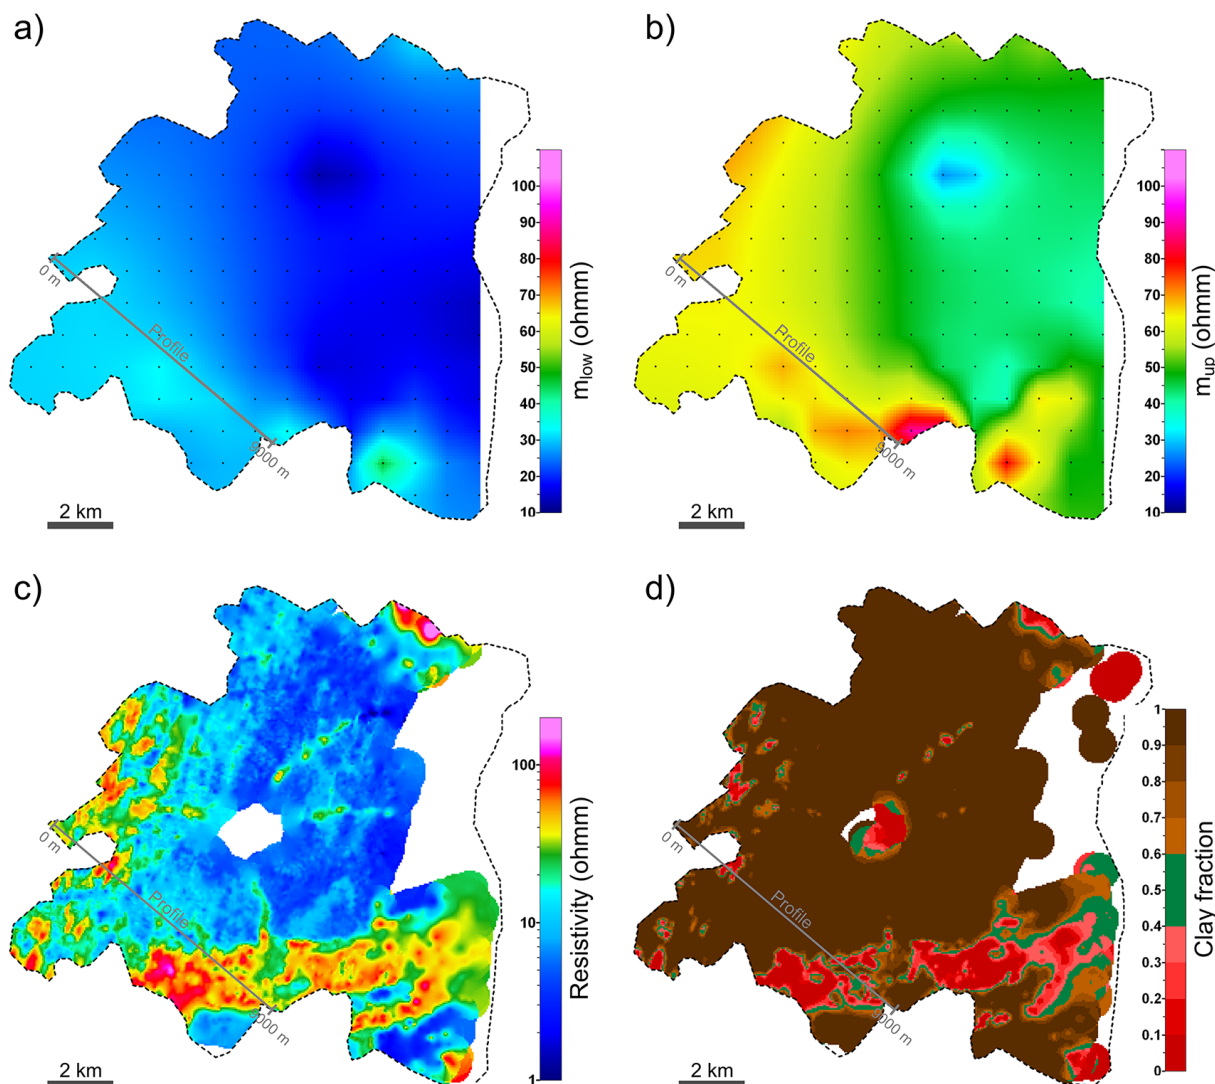 a)
0 m
Profile
9000 m
2 km
100
90
80
70
60
50
40
30
20
10
m_low (ohmm)
b)
0 m
Profile
9000 m
2 km
100
90
80
70
60
50
40
30
20
10
m_up (ohmm)
c)
0 m
Profile
9000 m
2 km
100
10
1
Resistivity (ohmm)
d)
0 m
Profile
9000 m
2 km
1
0.9
0.8
0.7
0.6
0.5
0.4
0.3
0.2
0.1
0
Clay fraction